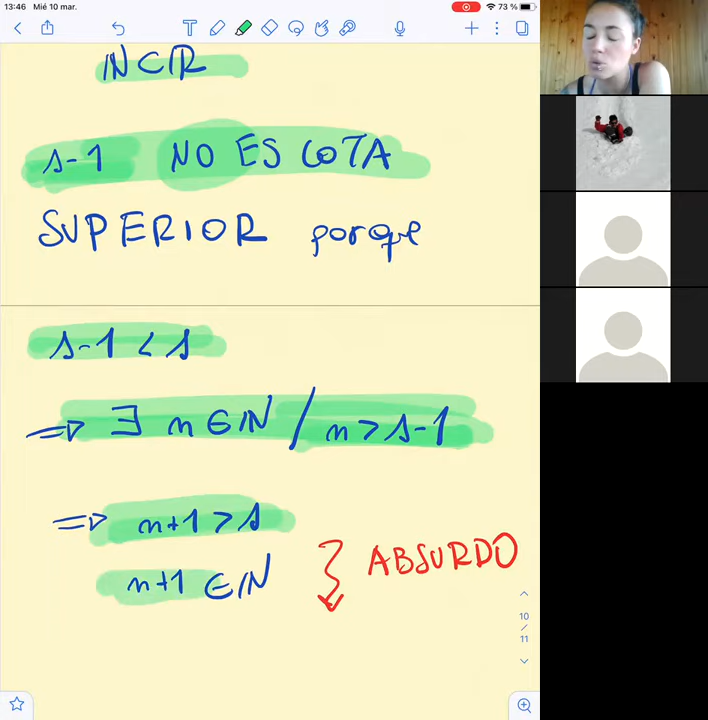 13:46 Mié 10 mar.
73 %
T
INCIR
s-1 NO ES COTA
SUPERIOR porque
s-1 < s
⇒ ∃ n ∈ IN / n > s-1
⇒ n+1 > s
n+1 ∈ IN
ABSURDO
10
/
11